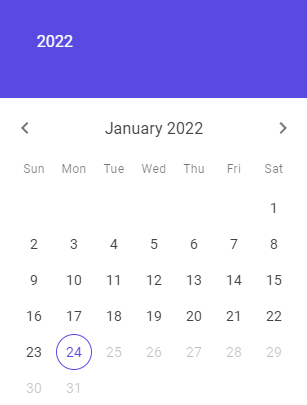 2022
January 2022
Sun Mon Tue Wed Thu Fri Sat
1
2 3 4 5 6 7 8
9 10 11 12 13 14 15
16 17 18 19 20 21 22
23 24 25 26 27 28 29
30 31